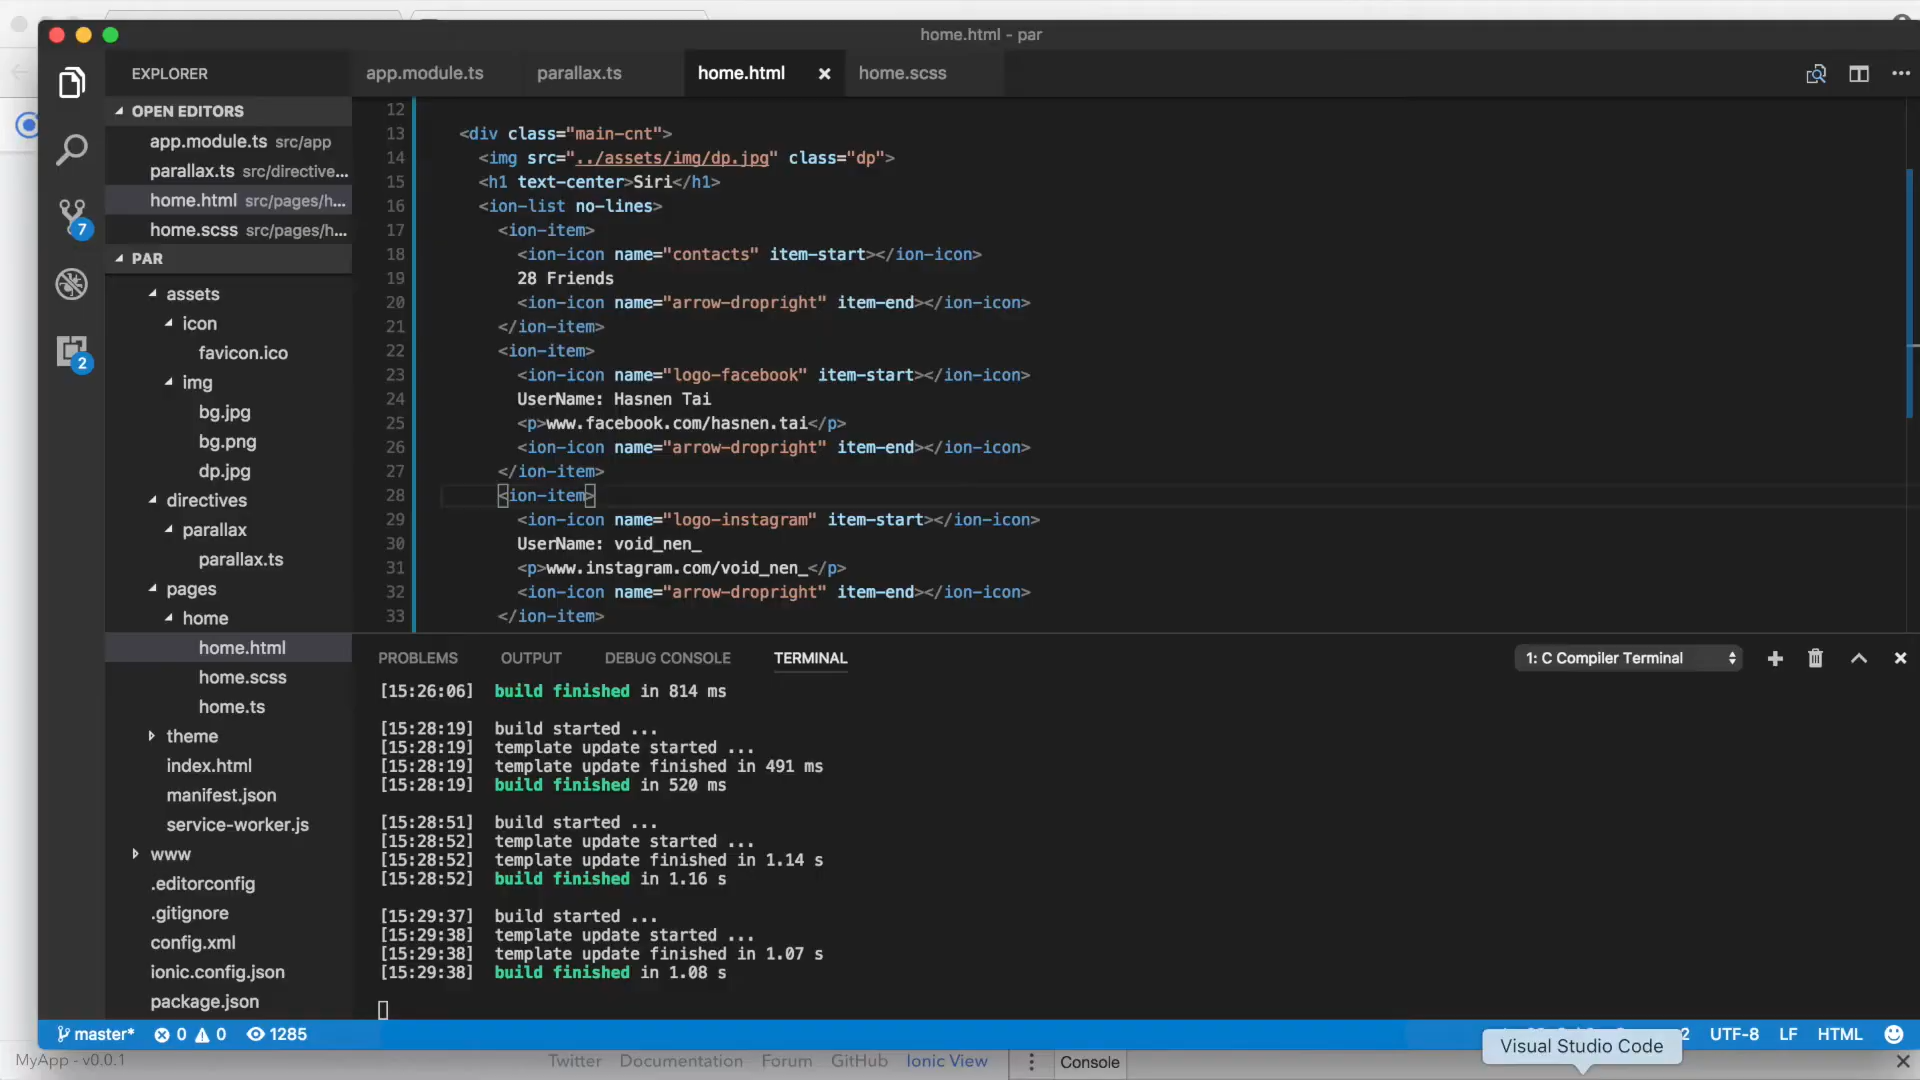 home.html - par
EXPLORER
app.module.ts
parallax.ts
home.html
home.scss
OPEN EDITORS
app.module.ts src/app
parallax.ts src/directive...
home.html src/pages/h...
home.scss src/pages/h...
PAR
assets
icon
favicon.ico
img
bg.jpg
bg.png
dp.jpg
directives
parallax
parallax.ts
pages
home
home.html
home.scss
home.ts
theme
index.html
manifest.json
service-worker.js
www
.editorconfig
.gitignore
config.xml
ionic.config.json
package.json
7
2
12
13 <div class="main-cnt">
14 <img src="../assets/img/dp.jpg" class="dp">
15 <h1 text-center>Siri</h1>
16 <ion-list no-lines>
17 <ion-item>
18 <ion-icon name="contacts" item-start></ion-icon>
19 28 Friends
20 <ion-icon name="arrow-dropright" item-end></ion-icon>
21 </ion-item>
22 <ion-item>
23 <ion-icon name="logo-facebook" item-start></ion-icon>
24 UserName: Hasnen Tai
25 <p>www.facebook.com/hasnen.tai</p>
26 <ion-icon name="arrow-dropright" item-end></ion-icon>
27 </ion-item>
28 <ion-item>
29 <ion-icon name="logo-instagram" item-start></ion-icon>
30 UserName: void_nen_
31 <p>www.instagram.com/void_nen_</p>
32 <ion-icon name="arrow-dropright" item-end></ion-icon>
33 </ion-item>
PROBLEMS OUTPUT DEBUG CONSOLE TERMINAL
1: C Compiler Terminal
[15:26:06] build finished in 814 ms
[15:28:19] build started ...
[15:28:19] template update started ...
[15:28:19] template update finished in 491 ms
[15:28:19] build finished in 520 ms
[15:28:51] build started ...
[15:28:52] template update started ...
[15:28:52] template update finished in 1.14 s
[15:28:52] build finished in 1.16 s
[15:29:37] build started ...
[15:29:38] template update started ...
[15:29:38] template update finished in 1.07 s
[15:29:38] build finished in 1.08 s
master* 0 0 1285
2 UTF-8 LF HTML
Visual Studio Code
MyApp - v0.0.1
Twitter Documentation Forum GitHub Ionic View
Console